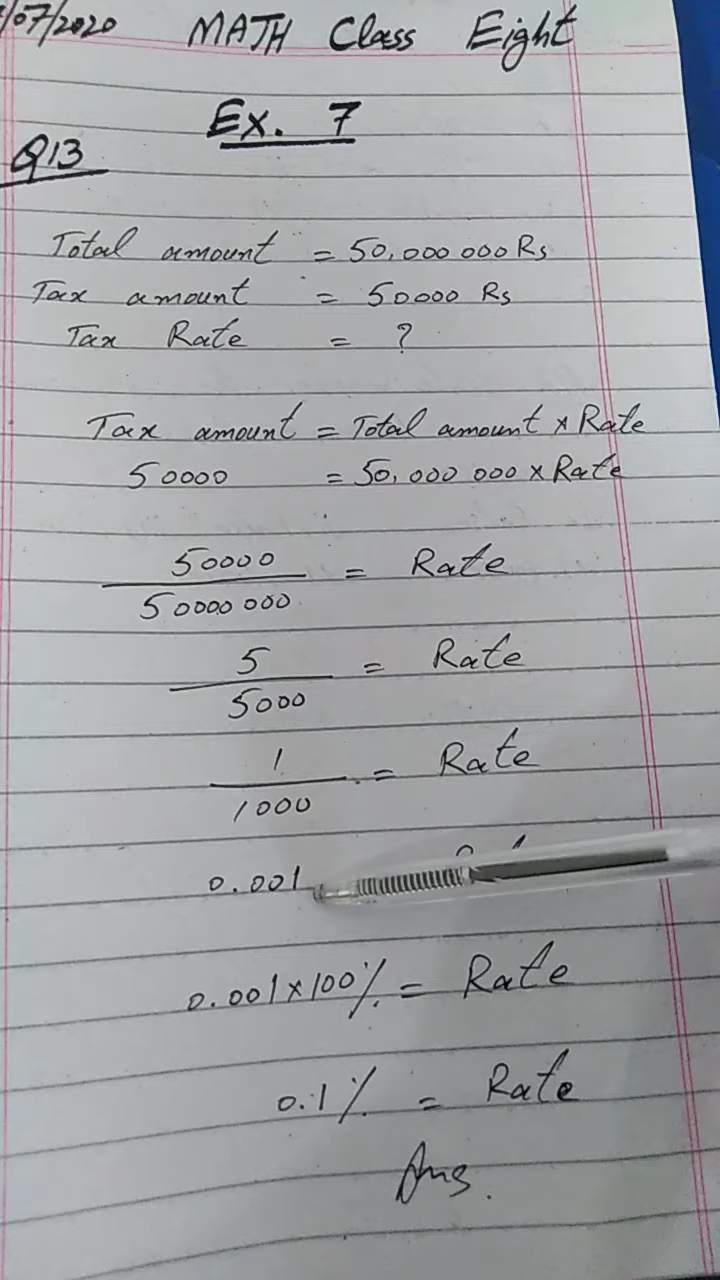 /07/2020 MATH Class Eight
Ex. 7
Q13
Total amount = 50,000 000 Rs
Tax amount = 50000 Rs
Tax Rate = ?
Tax amount = Total amount × Rate
50000 = 50,000 000 × Rate
50000 = Rate
50000 000
5 = Rate
5000
1 = Rate
1000
0.001
0.001×100% = Rate
0.1% = Rate
Ans.